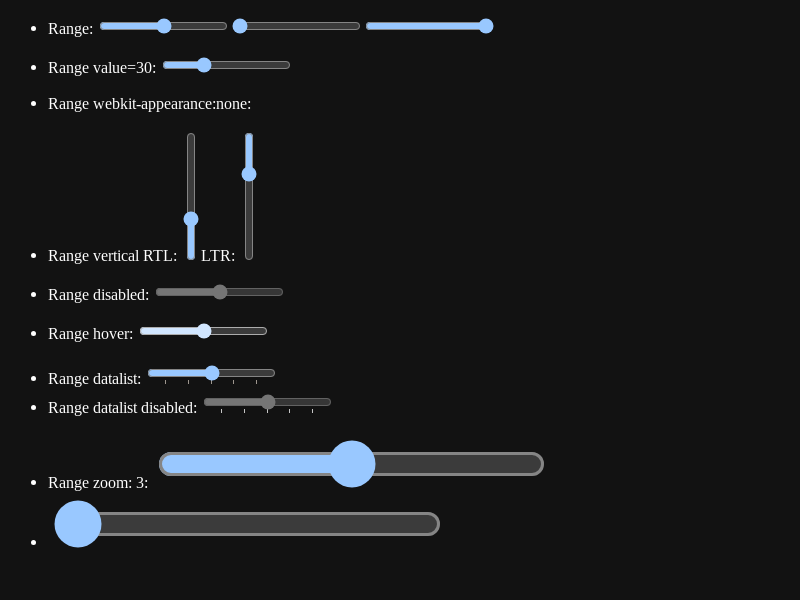 Range:
Range value=30:
Range webkit-appearance:none:
Range vertical RTL: LTR:
Range disabled:
Range hover:
Range datalist:
Range datalist disabled:
Range zoom: 3: